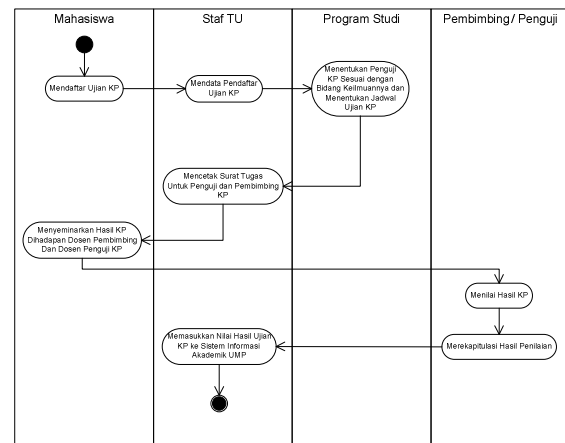 Mahasiswa
Staf TU
Program Studi
Pembimbing / Penguji
Mendaftar Ujian KP
Mendata Pendaftar
Ujian KP
Menentukan Penguji
KP Sesuai dengan
Bidang Keilmuannya dan
Menentukan Jadwal
Ujian KP
Mencetak Surat Tugas
Untuk Penguji dan Pembimbing
KP
Menyeminarkan Hasil KP
Dihadapan Dosen Pembimbing
Dan Dosen Penguji KP
Menilai Hasil KP
Merekapitulasi Hasil Penilaian
Memasukkan Nilai Hasil Ujian
KP ke Sistem Informasi
Akademik UMP